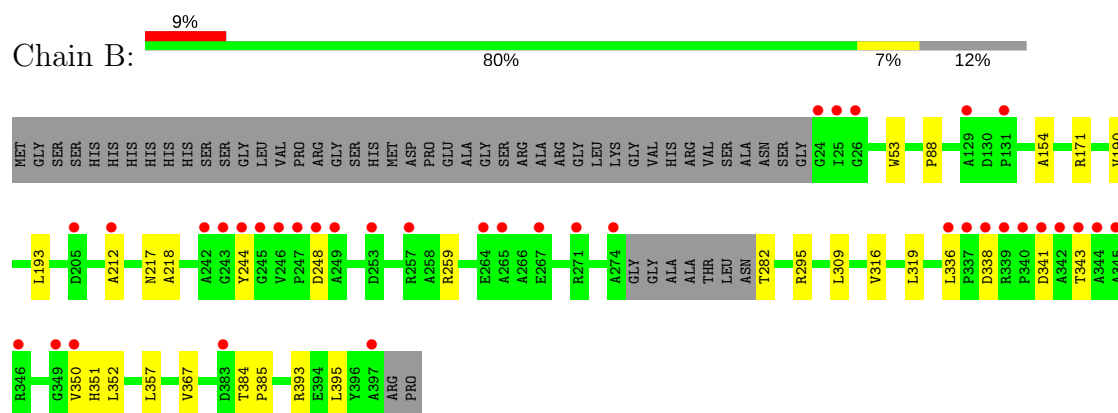 9%
Chain B:
80% 7% 12%
MET GLY SER SER HIS HIS HIS HIS HIS HIS SER SER GLY LEU VAL PRO ARG GLY SER HIS MET ASP PRO GLU ALA GLY SER ARG ALA ARG GLY LEU LYS GLY VAL HIS ARG VAL SER ALA ASN SER GLY G24 I25 G26 W53 P88 A129 D130 P131 A154 R171 V190
L193 D205 A212 N217 A218 A242 G243 Y244 G245 V246 P247 D248 A249 D253 R257 A258 R259 E264 A265 A266 E267 R271 A274 GLY GLY ALA ALA THR LEU ASN T282 R295 L309 V316 L319 L336 P337 D338 R339 P340 D341 A342 T343 A344 A345
R346 G349 V350 H351 L352 L357 V367 D383 T384 P385 R393 E394 L395 Y396 A397 ARG PRO